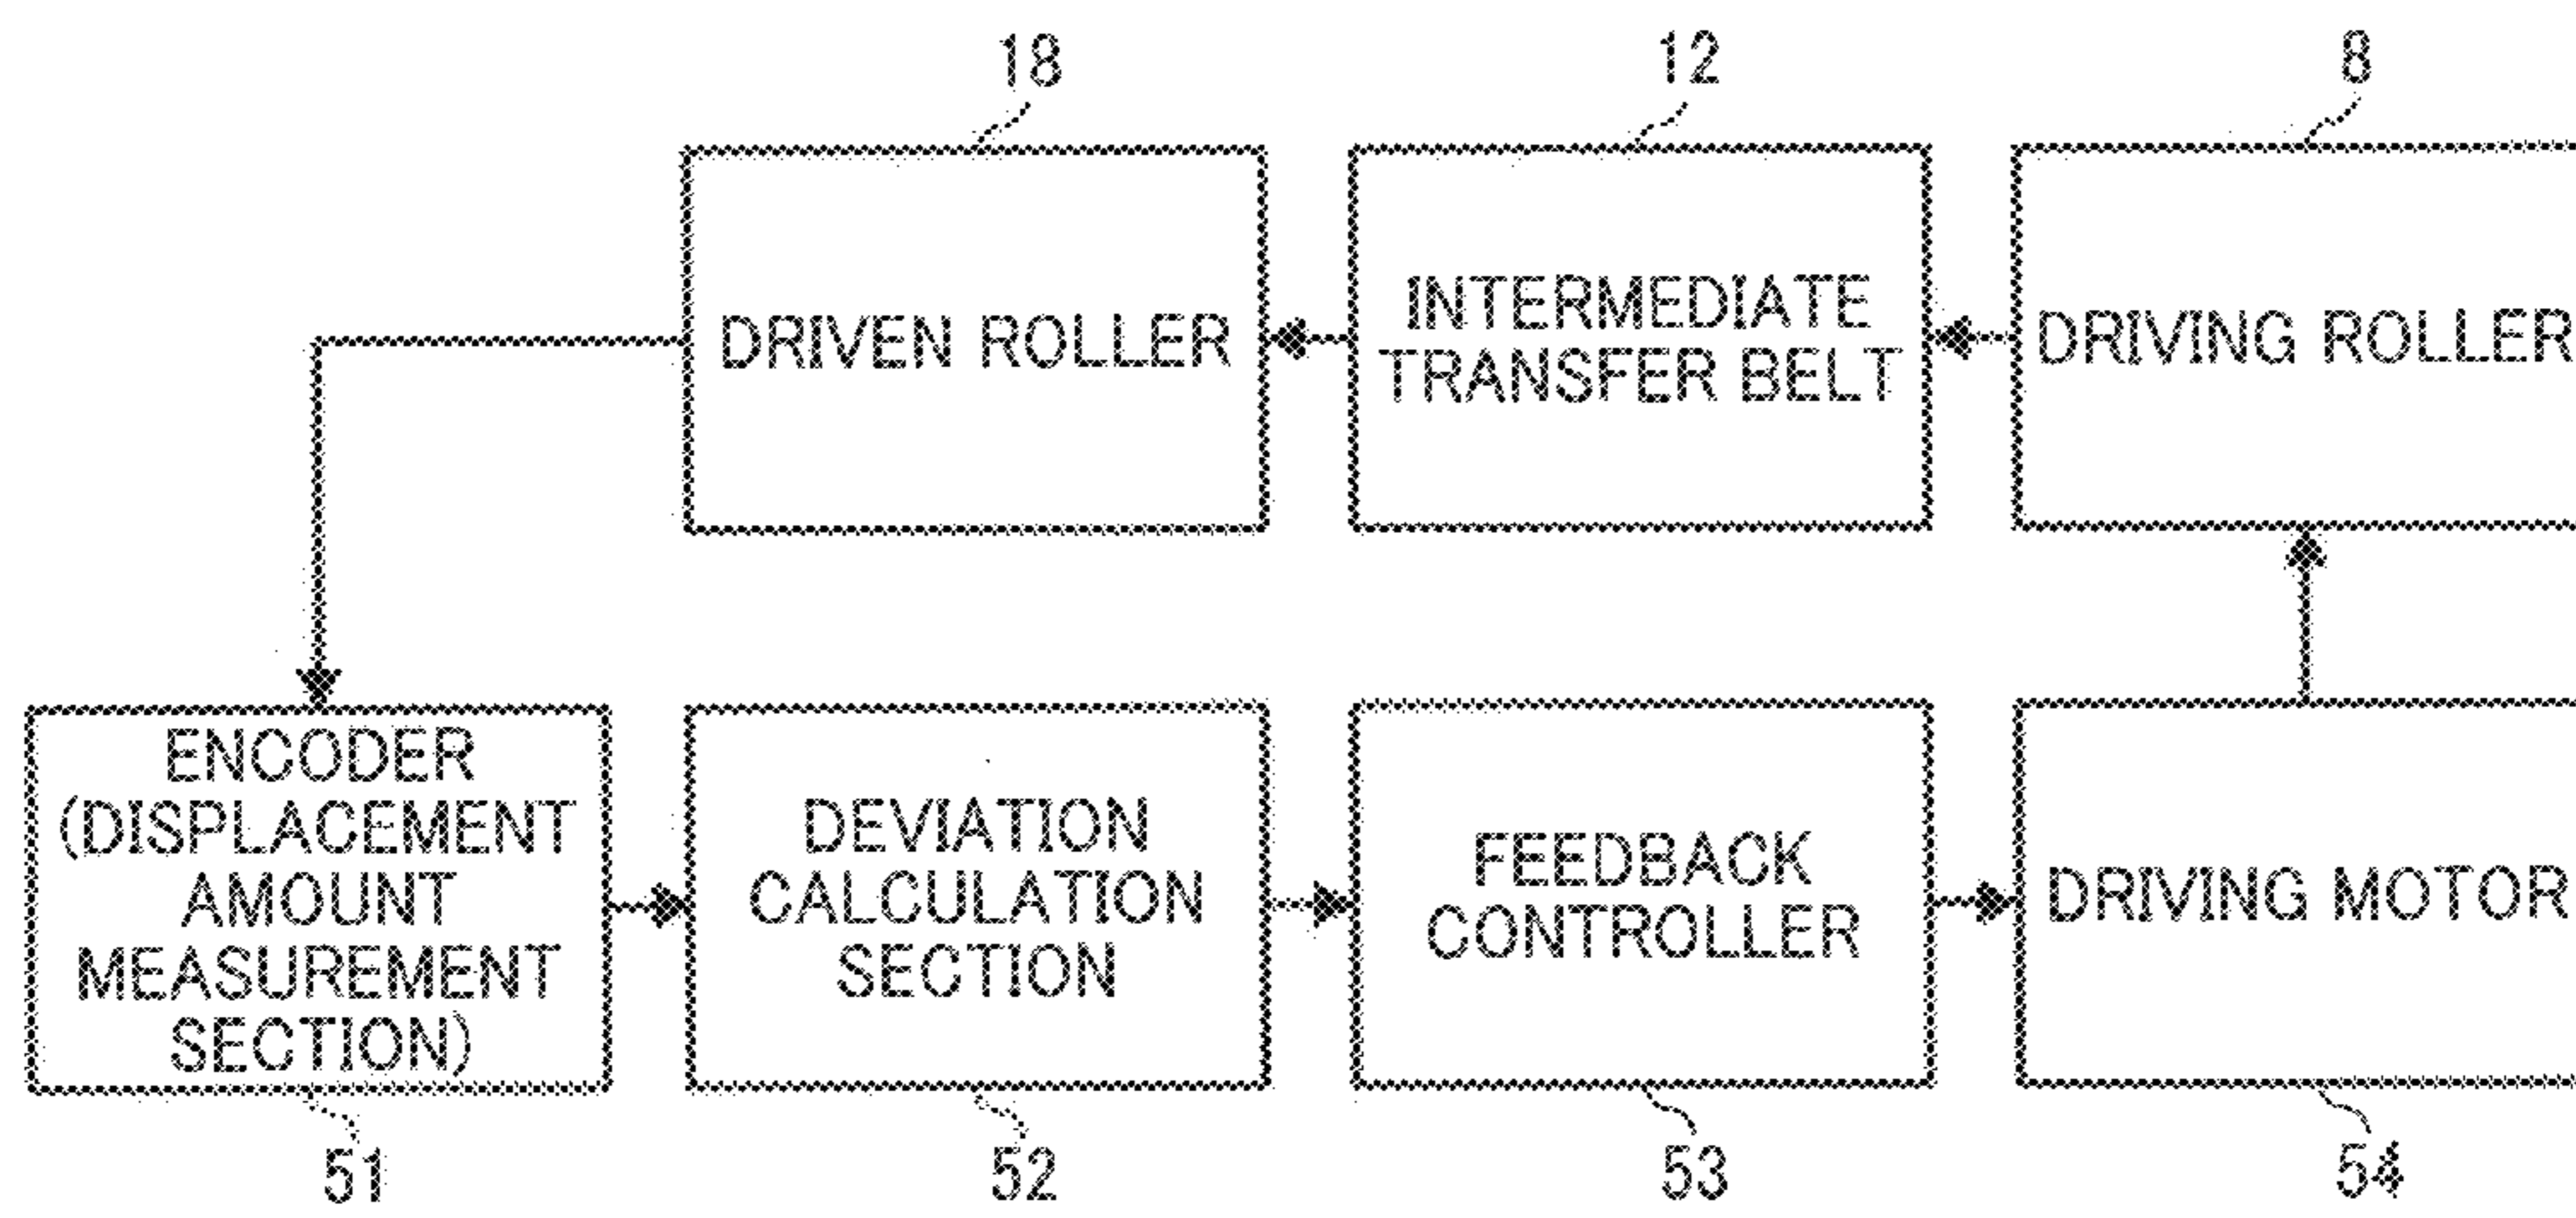 18
12
8
DRIVEN ROLLER
INTERMEDIATE
TRANSFER BELT
DRIVING ROLLER
ENCODER
(DISPLACEMENT
AMOUNT
MEASUREMENT
SECTION)
DEVIATION
CALCULATION
SECTION
FEEDBACK
CONTROLLER
DRIVING MOTOR
51
52
53
54